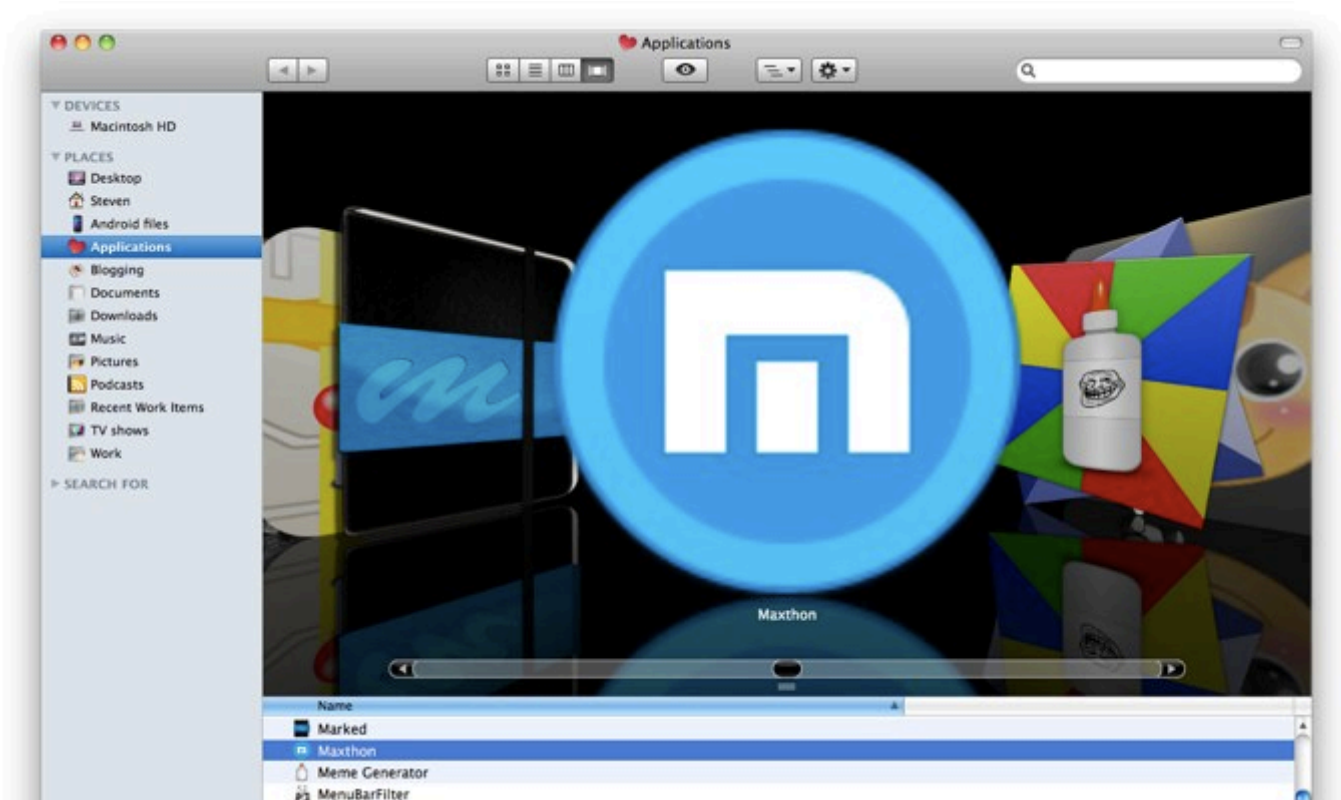 Applications
DEVICES
Macintosh HD
PLACES
Desktop
Steven
Android files
Applications
Blogging
Documents
Downloads
Music
Pictures
Podcasts
Recent Work Items
TV shows
Work
SEARCH FOR
Maxthon
Name
Marked
Maxthon
Meme Generator
MenuBarFilter